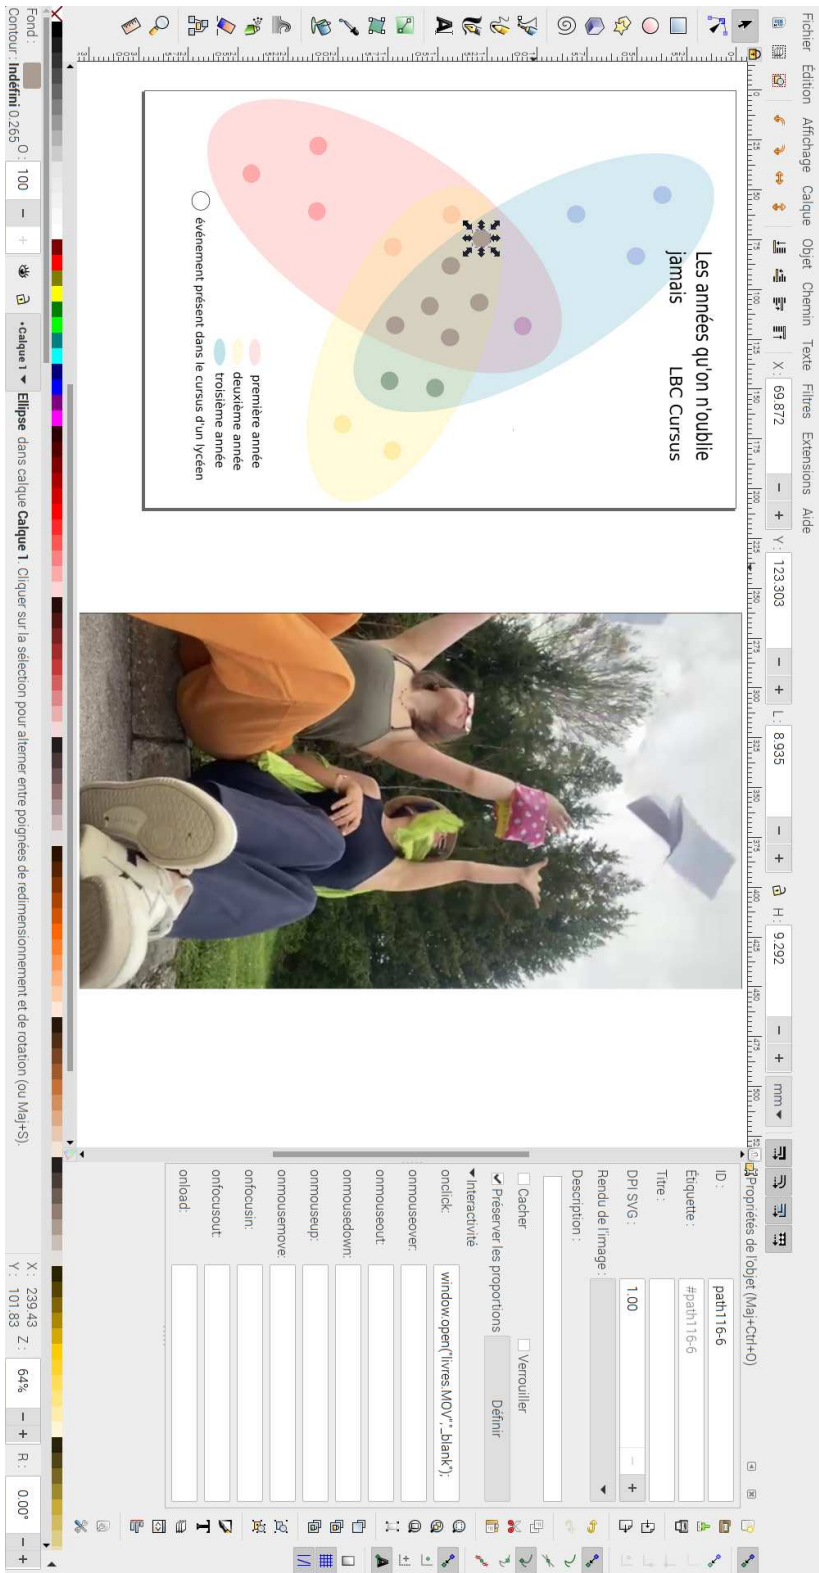 Fichier Édition Affichage Calque Objet Chemin Texte Filtres Extensions Aide
X : 69.872 Y : 123.303 L : 8.935 H : 9.292 mm
Les années qu'on n'oublie
jamais LBC Cursus
première année
deuxième année
troisième année
événement présent dans le cursus d'un lycéen
Propriétés de l'objet (Maj+Ctrl+O)
ID : path116-6
Étiquette : #path116-6
Titre :
DPI SVG : 1.00
Rendu de l'image :
Description :
Cacher Verrouiller
Préserver les proportions Définir
Interactivité
onclick: window.open("livres.MOV","_blank");
onmouseover:
onmouseout:
onmousedown:
onmouseup:
onmousemove:
onfocusin:
onfocusout:
onload:
Fond :
Contour : Indéfini 0.265 O : 100
•Calque 1 Ellipse dans calque Calque 1. Cliquer sur la sélection pour alterner entre poignées de redimensionnement et de rotation (ou Maj+S).
X : 239.43
Y : 101.83
Z : 64% R : 0.00°